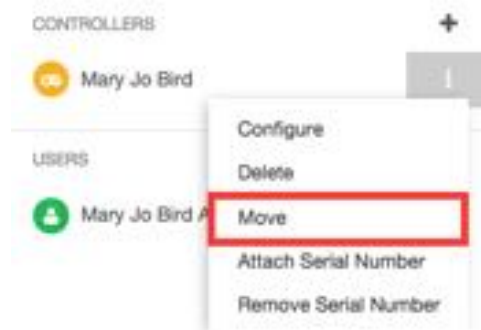 CONTROLLERS
Mary Jo Bird
Configure
USERS
Delete
Mary Jo Bird A
Move
Attach Serial Number
Remove Serial Number